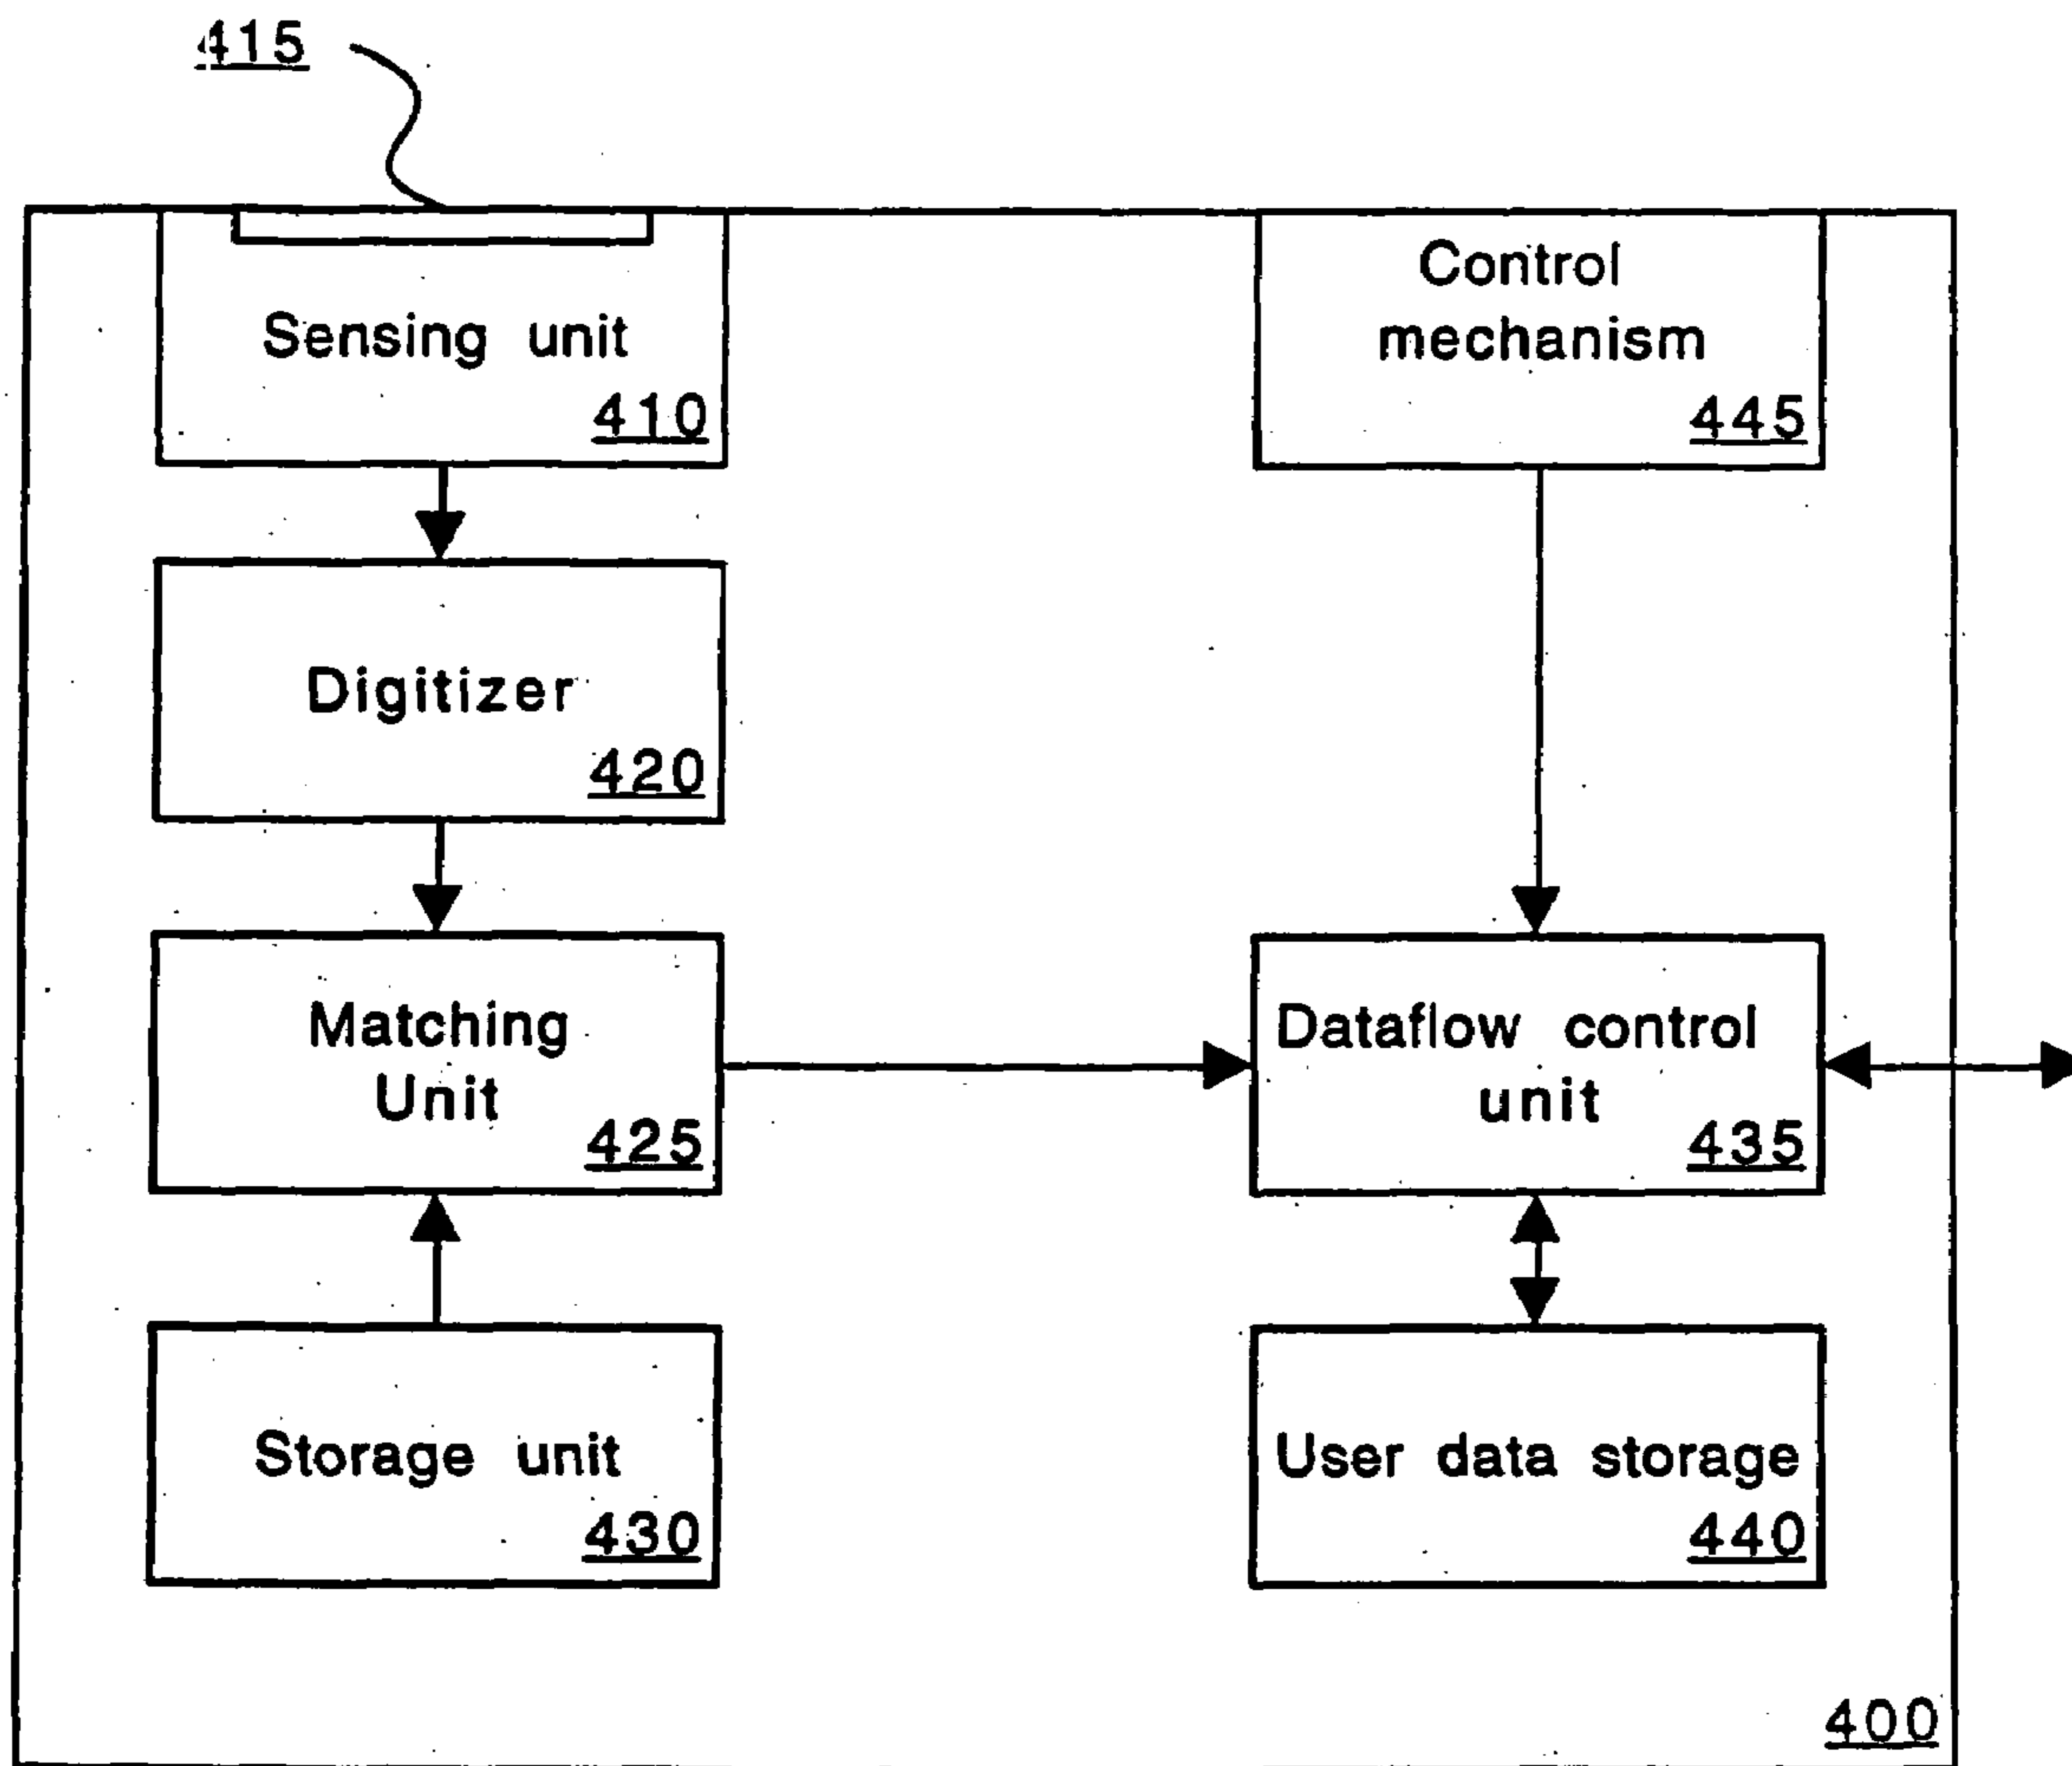 415
Sensing unit
410
Control
mechanism
445
Digitizer
420
Matching
Unit
425
Dataflow control
unit
435
Storage unit
430
User data storage
440
400